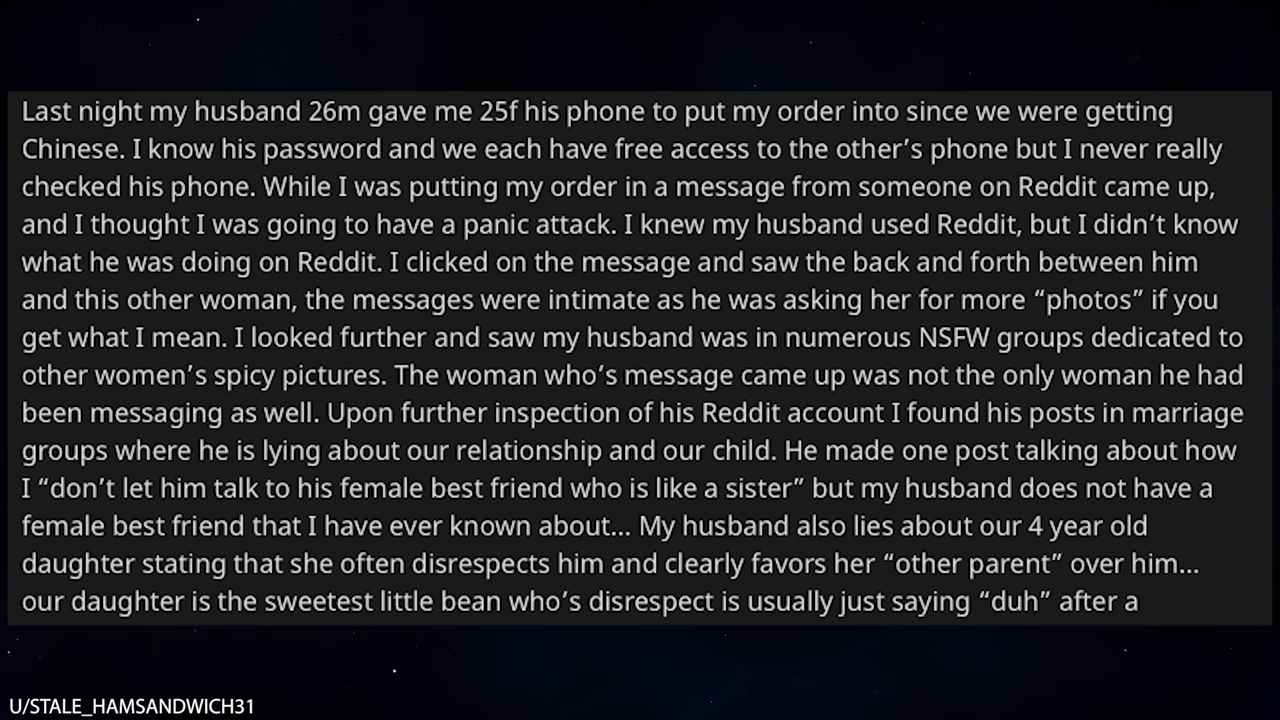 Last night my husband 26m gave me 25f his phone to put my order into since we were getting
Chinese. I know his password and we each have free access to the other’s phone but I never really
checked his phone. While I was putting my order in a message from someone on Reddit came up,
and I thought I was going to have a panic attack. I knew my husband used Reddit, but I didn’t know
what he was doing on Reddit. I clicked on the message and saw the back and forth between him
and this other woman, the messages were intimate as he was asking her for more “photos” if you
get what I mean. I looked further and saw my husband was in numerous NSFW groups dedicated to
other women’s spicy pictures. The woman who’s message came up was not the only woman he had
been messaging as well. Upon further inspection of his Reddit account I found his posts in marriage
groups where he is lying about our relationship and our child. He made one post talking about how
I “don’t let him talk to his female best friend who is like a sister” but my husband does not have a
female best friend that I have ever known about... My husband also lies about our 4 year old
daughter stating that she often disrespects him and clearly favors her “other parent” over him...
our daughter is the sweetest little bean who’s disrespect is usually just saying “duh” after a
U/STALE_HAMSANDWICH31